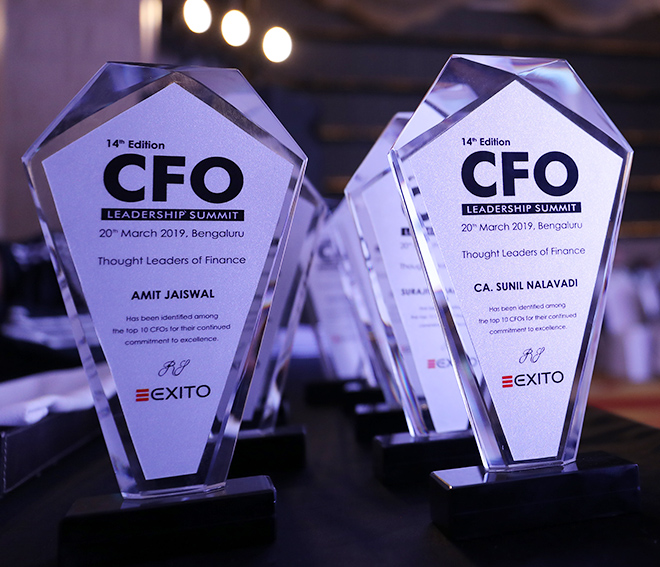 14th Edition
CFO
LEADERSHIP SUMMIT
20th March 2019, Bengaluru
Thought Leaders of Finance
AMIT JAISWAL
Has been identified among
the top 10 CFOs for their continued
commitment to excellence.
EXITO
14th Edition
CFO
LEADERSHIP SUMMIT
20th March 2019, Bengaluru
Thought Leaders of Finance
CA. SUNIL NALAVADI
Has been identified among
the top 10 CFOs for their continued
commitment to excellence.
EXITO
Thought